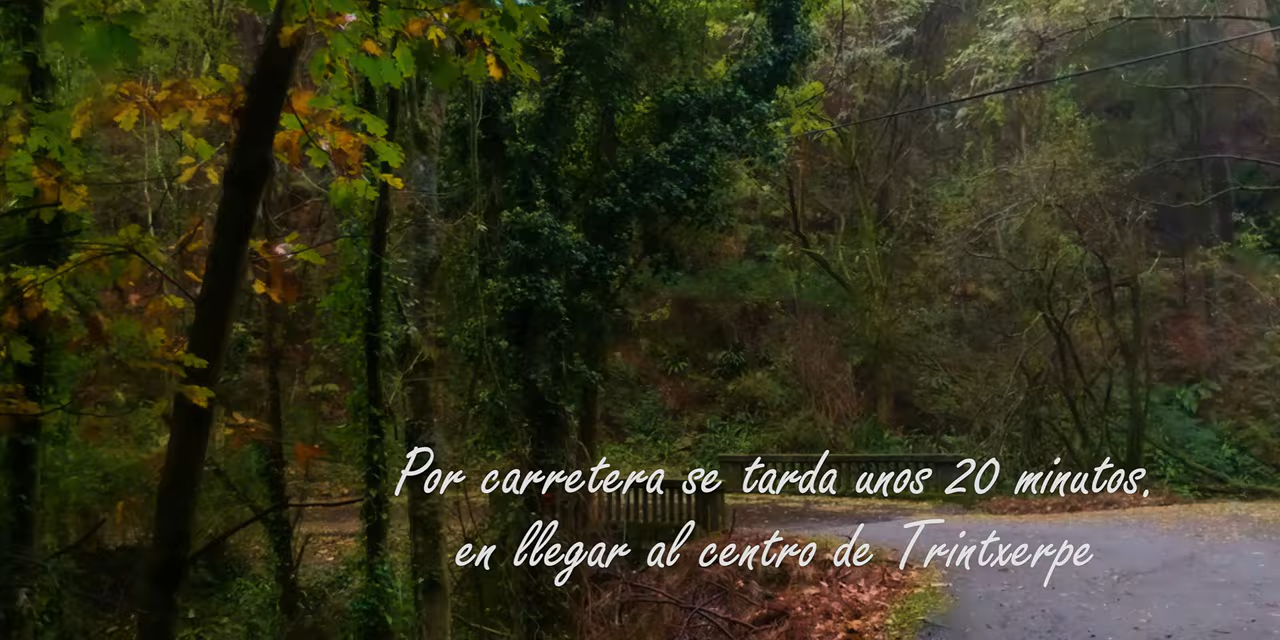 Por carretera se tarda unos 20 minutos,
en llegar al centro de Trintxerpe